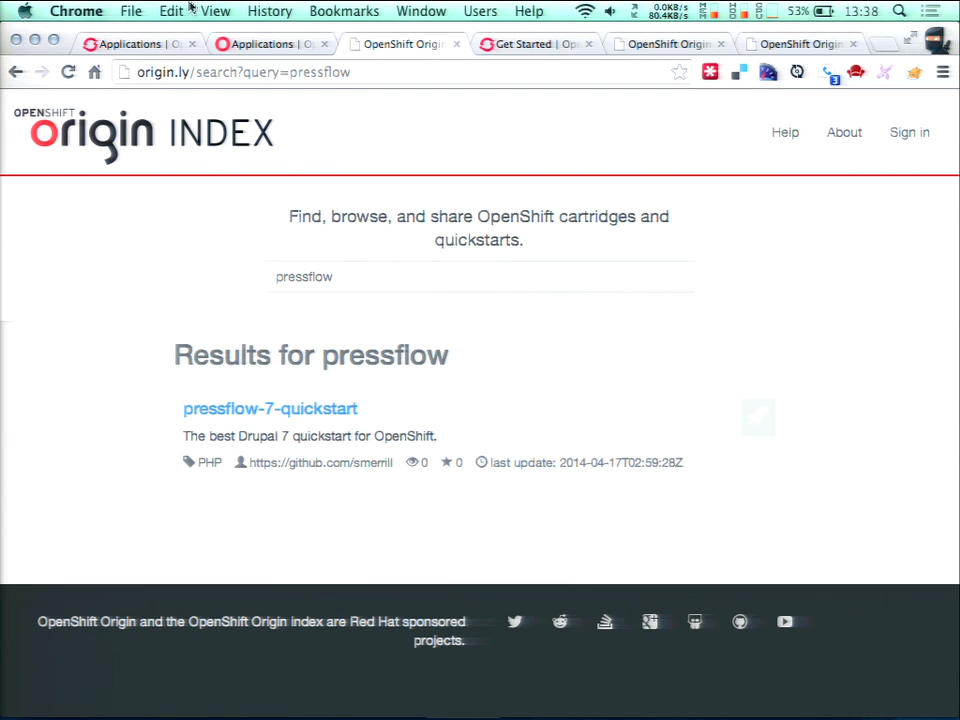 Chrome File Edit View History Bookmarks Window Users Help 0.0KB/s 80.4KB/s 53% 13:38
Applications | O Applications | O OpenShift Origi Get Started | Ope OpenShift Origin OpenShift Origin
origin.ly/search?query=pressflow 3
OPENSHIFT
origin INDEX
Help About Sign in
Find, browse, and share OpenShift cartridges and
quickstarts.
pressflow
Results for pressflow
pressflow-7-quickstart
The best Drupal 7 quickstart for OpenShift.
PHP https://github.com/smerrill 0 0 last update: 2014-04-17T02:59:28Z
OpenShift Origin and the OpenShift Origin index are Red Hat sponsored
projects.